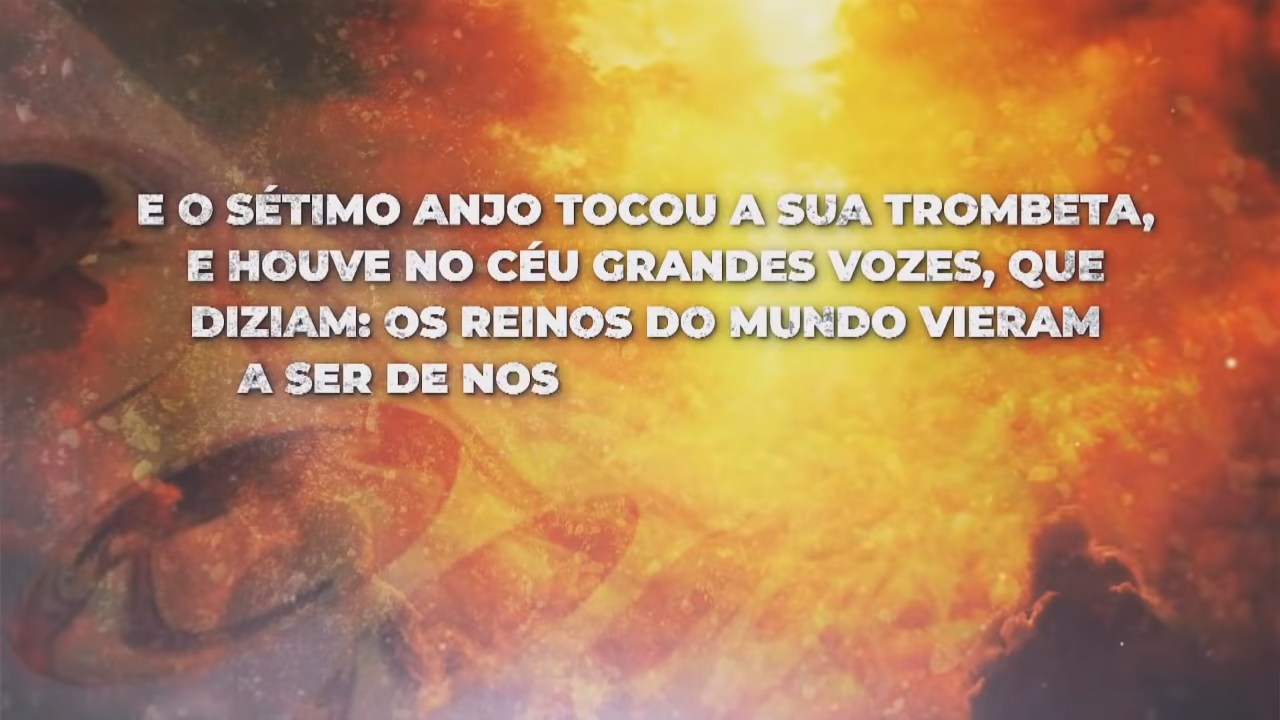 E O SÉTIMO ANJO TOCOU A SUA TROMBETA,
E HOUVE NO CÉU GRANDES VOZES, QUE
DIZIAM: OS REINOS DO MUNDO VIERAM
A SER DE NOS